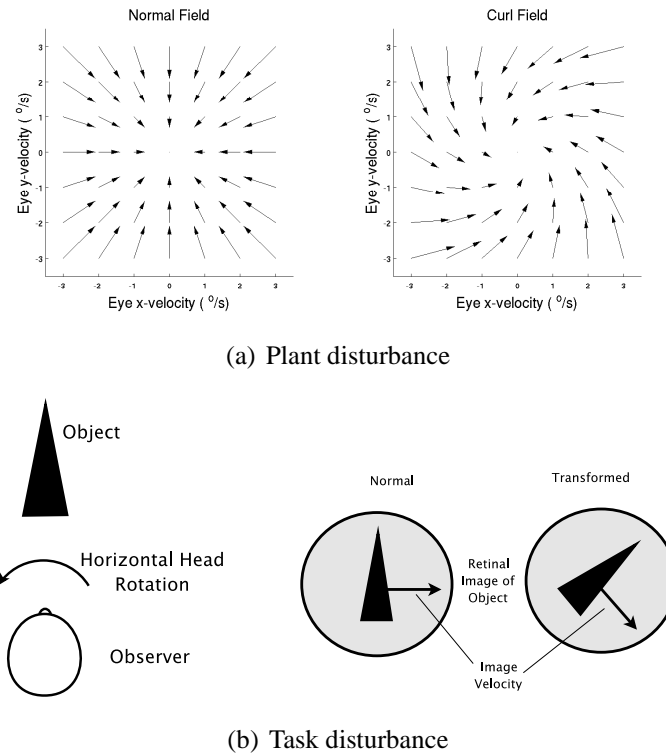 Normal Field
Curl Field
Eye y-velocity ( °/s)
3
2
1
0
-1
-2
-3
-3 -2 -1 0 1 2 3
Eye x-velocity ( °/s)
Eye y-velocity ( °/s)
3
2
1
0
-1
-2
-3
-3 -2 -1 0 1 2 3
Eye x-velocity ( °/s)
(a) Plant disturbance
Object
Horizontal Head
Rotation
Observer
Normal
Transformed
Retinal
Image of
Object
Image
Velocity
(b) Task disturbance